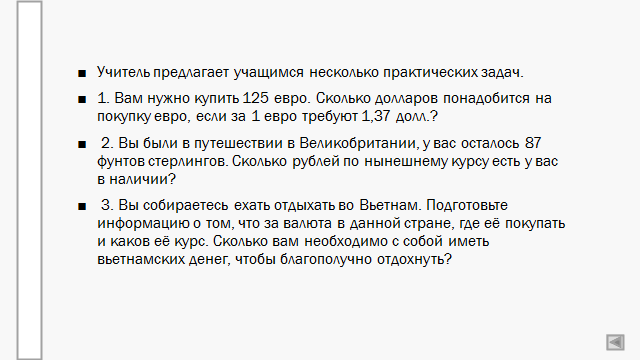 Учитель предлагает учащимся несколько практических задач.
1. Вам нужно купить 125 евро. Сколько долларов понадобится на
покупку евро, если за 1 евро требуют 1,37 долл.?
2. Вы были в путешествии в Великобритании, у вас осталось 87
фунтов стерлингов. Сколько рублей по нынешнему курсу есть у вас
в наличии?
3. Вы собираетесь ехать отдыхать во Вьетнам. Подготовьте
информацию о том, что за валюта в данной стране, где её покупать
и каков её курс. Сколько вам необходимо с собой иметь
вьетнамских денег, чтобы благополучно отдохнуть?